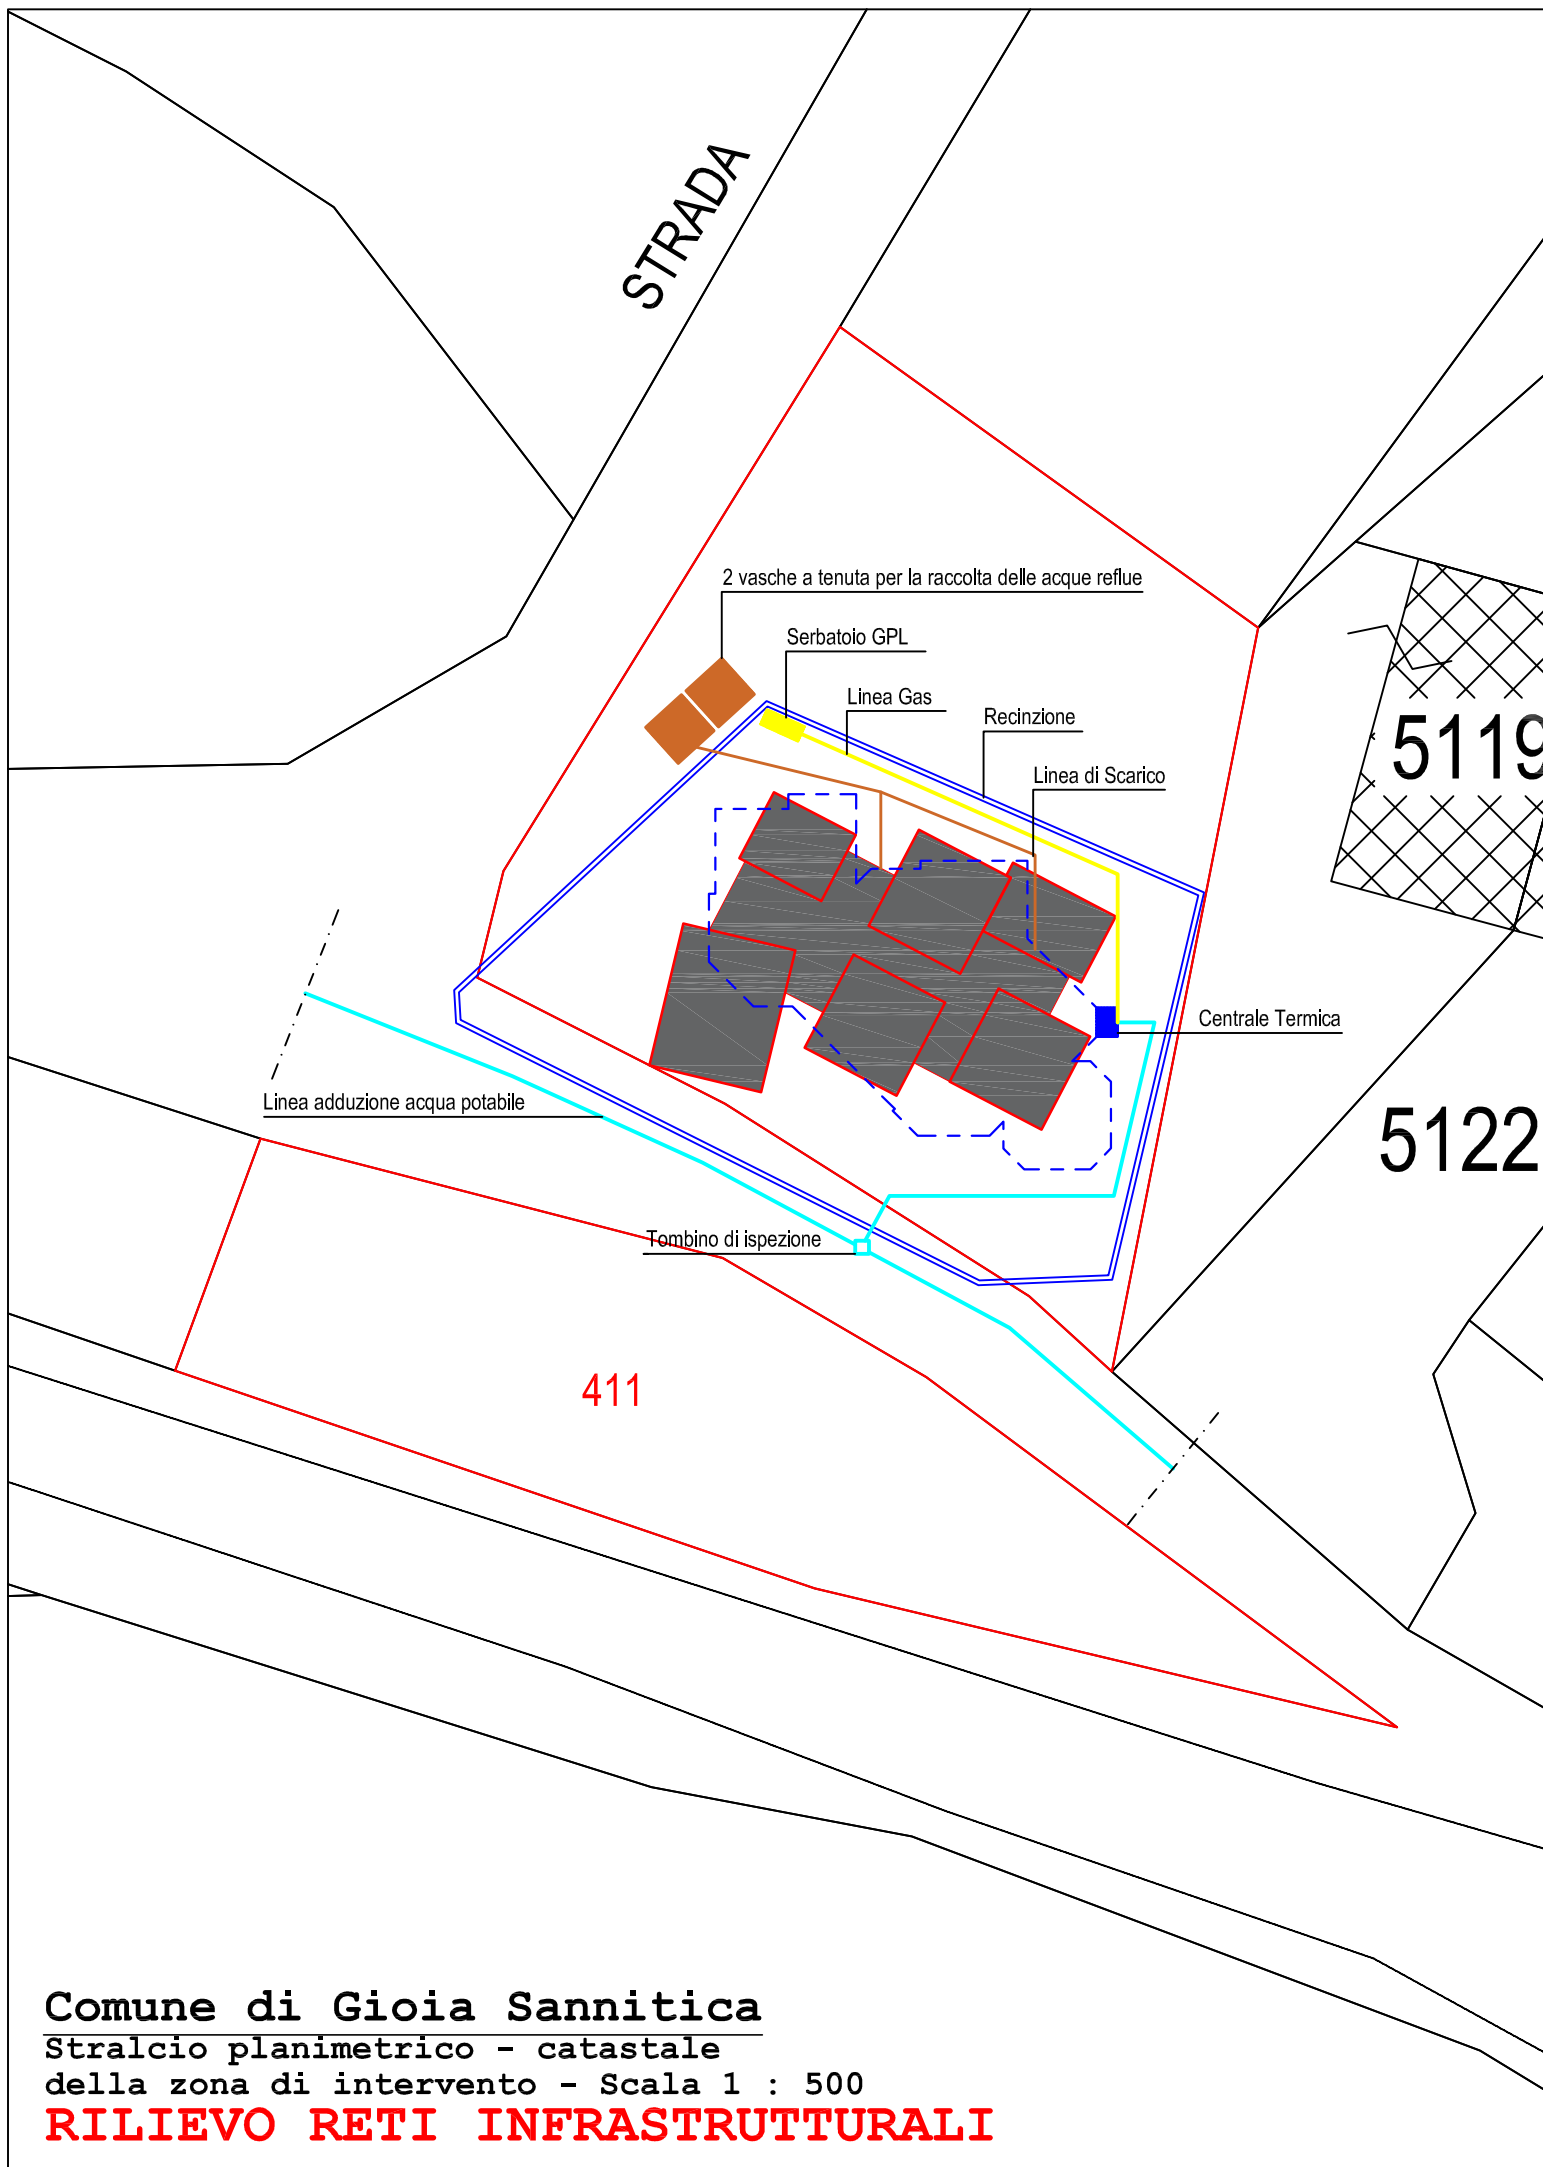 STRADA
2 vasche a tenuta per la raccolta delle acque reflue
Serbatoio GPL
Linea Gas
Recinzione
Linea di Scarico
5119
Centrale Termica
Linea adduzione acqua potabile
5122
Tombino di ispezione
411
Comune di Gioia Sannitica
Stralcio planimetrico - catastale
della zona di intervento - Scala 1 : 500
RILIEVO RETI INFRASTRUTTURALI